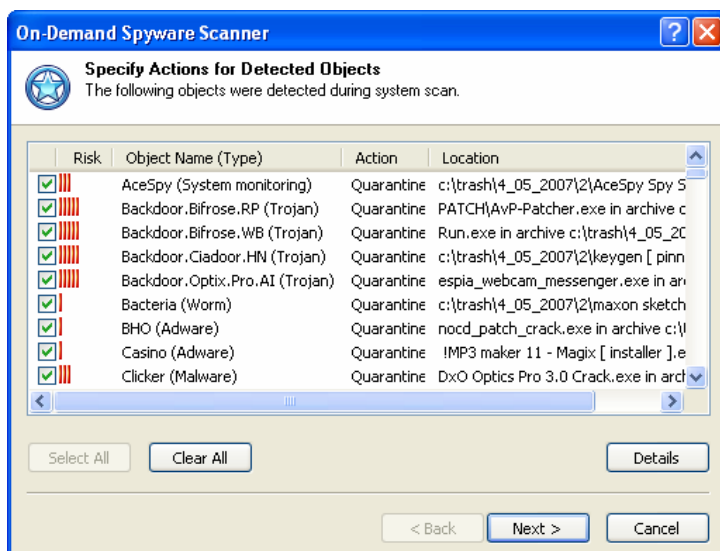 On-Demand Spyware Scanner
Specify Actions for Detected Objects
The following objects were detected during system scan.
Risk Object Name (Type) Action Location
AceSpy (System monitoring) Quarantine c:\trash\4_05_2007\2\AceSpy Spy S
Backdoor.Bifrose.RP (Trojan) Quarantine PATCH\AvP-Patcher.exe in archive c
Backdoor.Bifrose.WB (Trojan) Quarantine Run.exe in archive c:\trash\4_05_20
Backdoor.Ciadoor.HN (Trojan) Quarantine c:\trash\4_05_2007\2\keygen [ pinn
Backdoor.Optix.Pro.AI (Trojan) Quarantine espia_webcam_messenger.exe in ar
Bacteria (Worm) Quarantine c:\trash\4_05_2007\2\maxon sketch
BHO (Adware) Quarantine nocd_patch_crack.exe in archive c:\
Casino (Adware) Quarantine !MP3 maker 11 - Magix [ installer ].e
Clicker (Malware) Quarantine DxO Optics Pro 3.0 Crack.exe in arch
Select All Clear All Details
< Back Next > Cancel